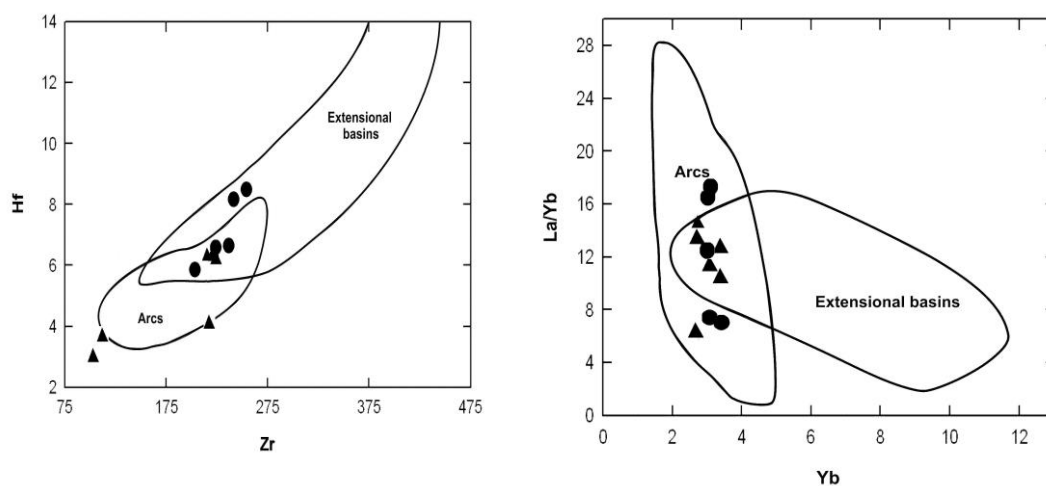 14
12
10
8
6
4
2
Hf
Extensional
basins
Arcs
75 175 275 375 475
Zr
28
24
20
16
12
8
4
0
La/Yb
Arcs
Extensional basins
0 2 4 6 8 10 12
Yb